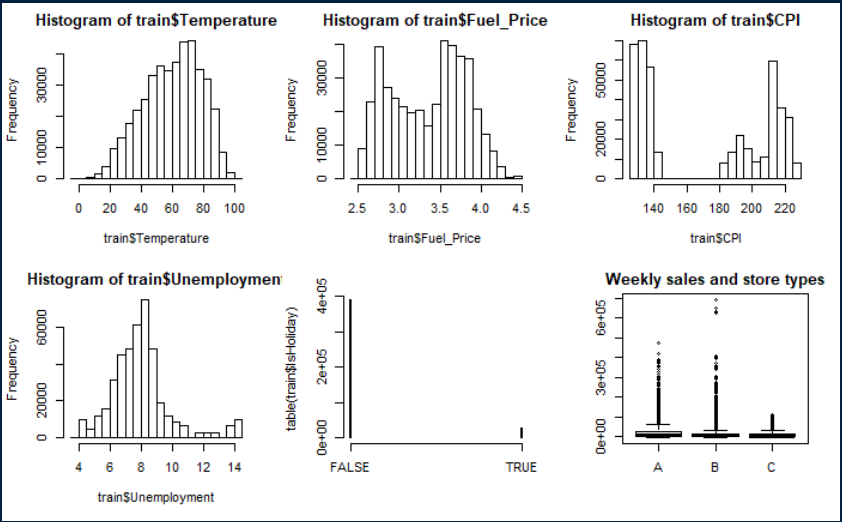 Histogram of train$Temperature
Frequency
0
10000
30000
0 20 40 60 80 100
train$Temperature
Histogram of train$Fuel_Price
Frequency
0
10000
30000
2.5 3.0 3.5 4.0 4.5
train$Fuel_Price
Histogram of train$CPI
Frequency
0
20000
50000
140 160 180 200 220
train$CPI
Histogram of train$Unemploymen
Frequency
0
20000
60000
4 6 8 10 12 14
train$Unemployment
table(train$IsHoliday)
0e+00
2e+05
4e+05
FALSE TRUE
Weekly sales and store types
0e+00
3e+05
6e+05
A B C